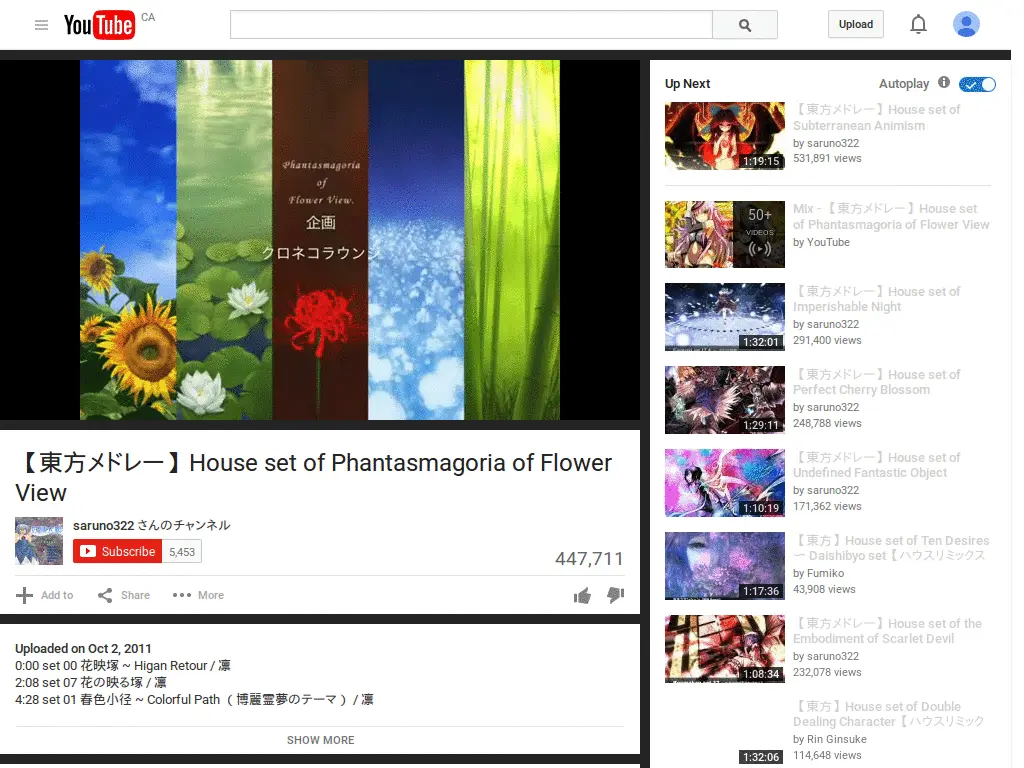 YouTube CA
Upload
Phantasmagoria
of
Flower View.
企画
クロネコラウンジ
【東方メドレー】House set of Phantasmagoria of Flower
View
saruno322 さんのチャンネル
Subscribe 5,453
447,711
Add to Share More
Uploaded on Oct 2, 2011
0:00 set 00 花映塚 ~ Higan Retour / 凛
2:08 set 07 花の映る塚 / 凛
4:28 set 01 春色小径 ~ Colorful Path （博麗霊夢のテーマ）/ 凛
SHOW MORE
Up Next Autoplay
【東方メドレー】House set of
Subterranean Animism
by saruno322
531,891 views
1:19:15
Mix - 【東方メドレー】House set
of Phantasmagoria of Flower View
by YouTube
50+
VIDEOS
【東方メドレー】House set of
Imperishable Night
by saruno322
291,400 views
1:32:01
【東方メドレー】House set of
Perfect Cherry Blossom
by saruno322
248,788 views
1:29:11
【東方メドレー】House set of
Undefined Fantastic Object
by saruno322
171,362 views
1:10:19
【東方】House set of Ten Desires
ー Daishibyo set【ハウスリミックス
by Fumiko
43,908 views
1:17:36
【東方メドレー】House set of the
Embodiment of Scarlet Devil
by saruno322
232,078 views
1:08:34
【東方】House set of Double
Dealing Character【ハウスリミック
by Rin Ginsuke
114,648 views
1:32:06